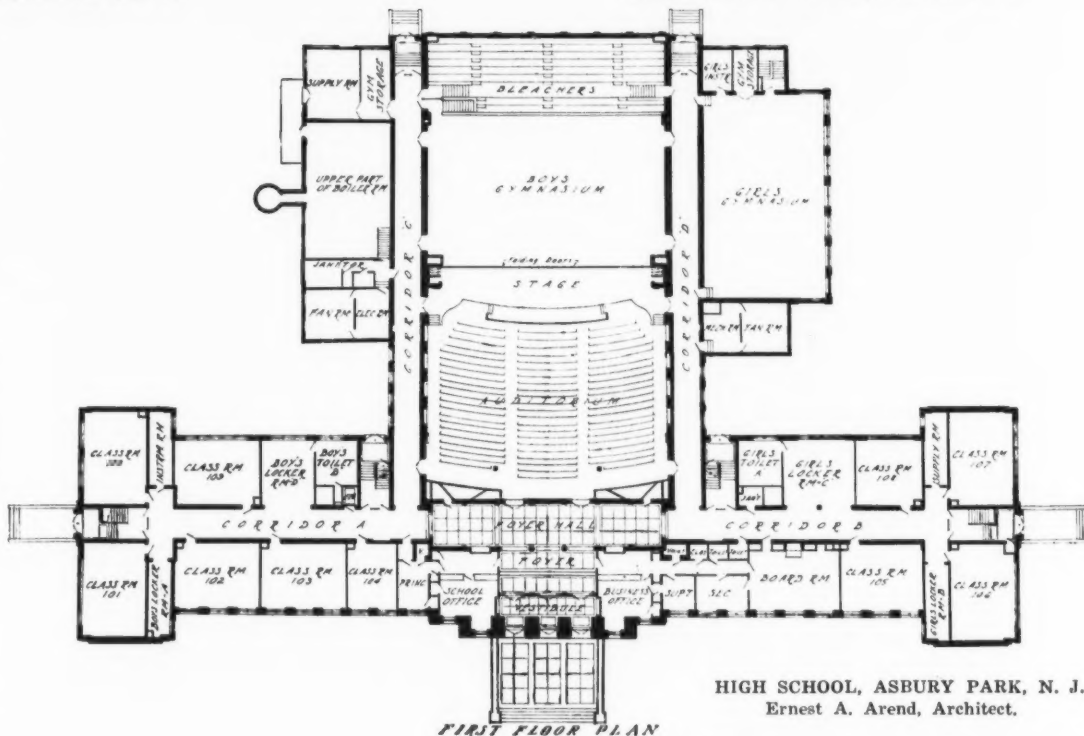 SUPPLY RM
GYM STORAGE
BLEACHERS
GIRLS INSTR
GYM STORAGE
UPPER PART
OF BOILER RM
BOYS
GYMNASIUM
GIRLS
GYMNASIUM
CORRIDOR 'C'
CORRIDOR 'D'
JANITOR
Folding Doors
STAGE
FAN RM
ELEC RM
MECH RM
FAN RM
AUDITORIUM
CLASS RM
INSTRM RM
CLASS RM
109
BOYS
LOCKER
RM-D
BOYS
TOILET
B
GIRLS
TOILET
A
JANT
GIRLS
LOCKER
RM-C
CLASS RM
108
SUPPLY RM
CLASS RM
107
CORRIDOR A
FOYER HALL
CORRIDOR B
CLASS RM
101
BOYS LOCKER
RM-A
CLASS RM
102
CLASS RM
103
CLASS RM
104
PRINC
SCHOOL
OFFICE
FOYER
VESTIBULE
BUSINESS
OFFICE
SUPT
SEC
BOARD RM
CLASS RM
105
GIRLS LOCKER
RM-B
CLASS RM
106
HIGH SCHOOL, ASBURY PARK, N. J.
Ernest A. Arend, Architect.
FIRST FLOOR PLAN